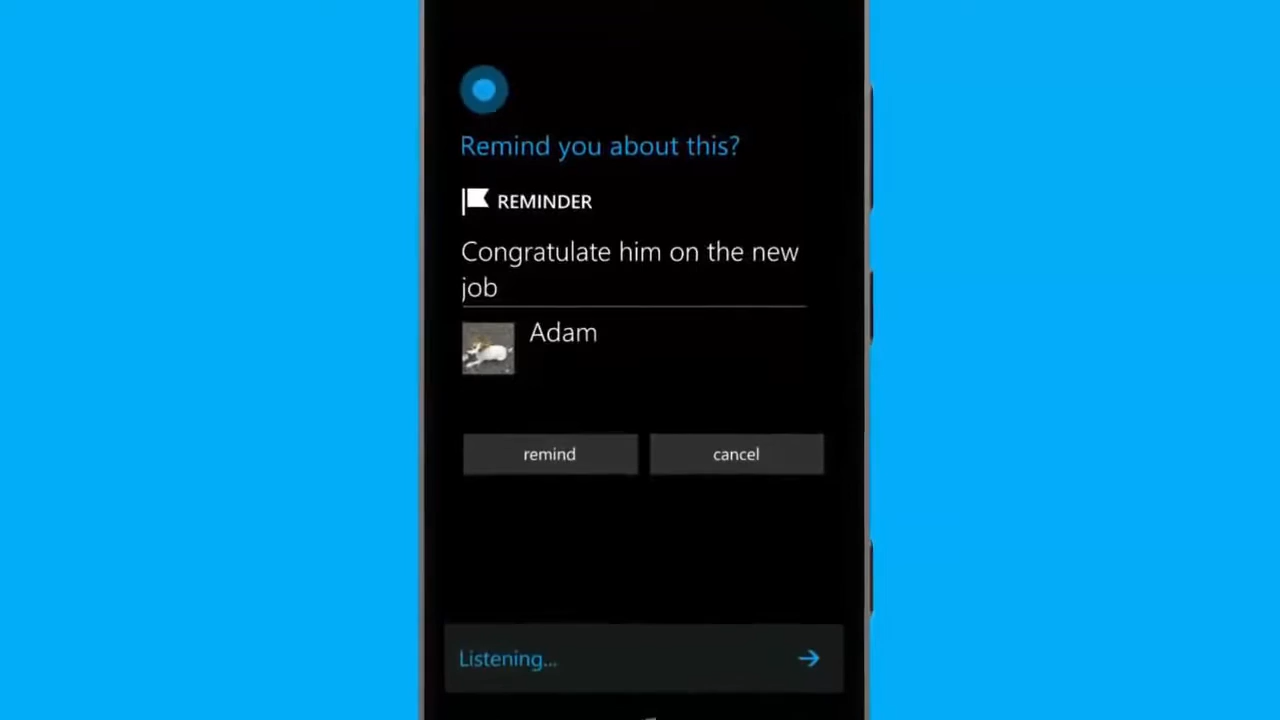 Remind you about this?
REMINDER
Congratulate him on the new
job
Adam
remind
cancel
Listening...